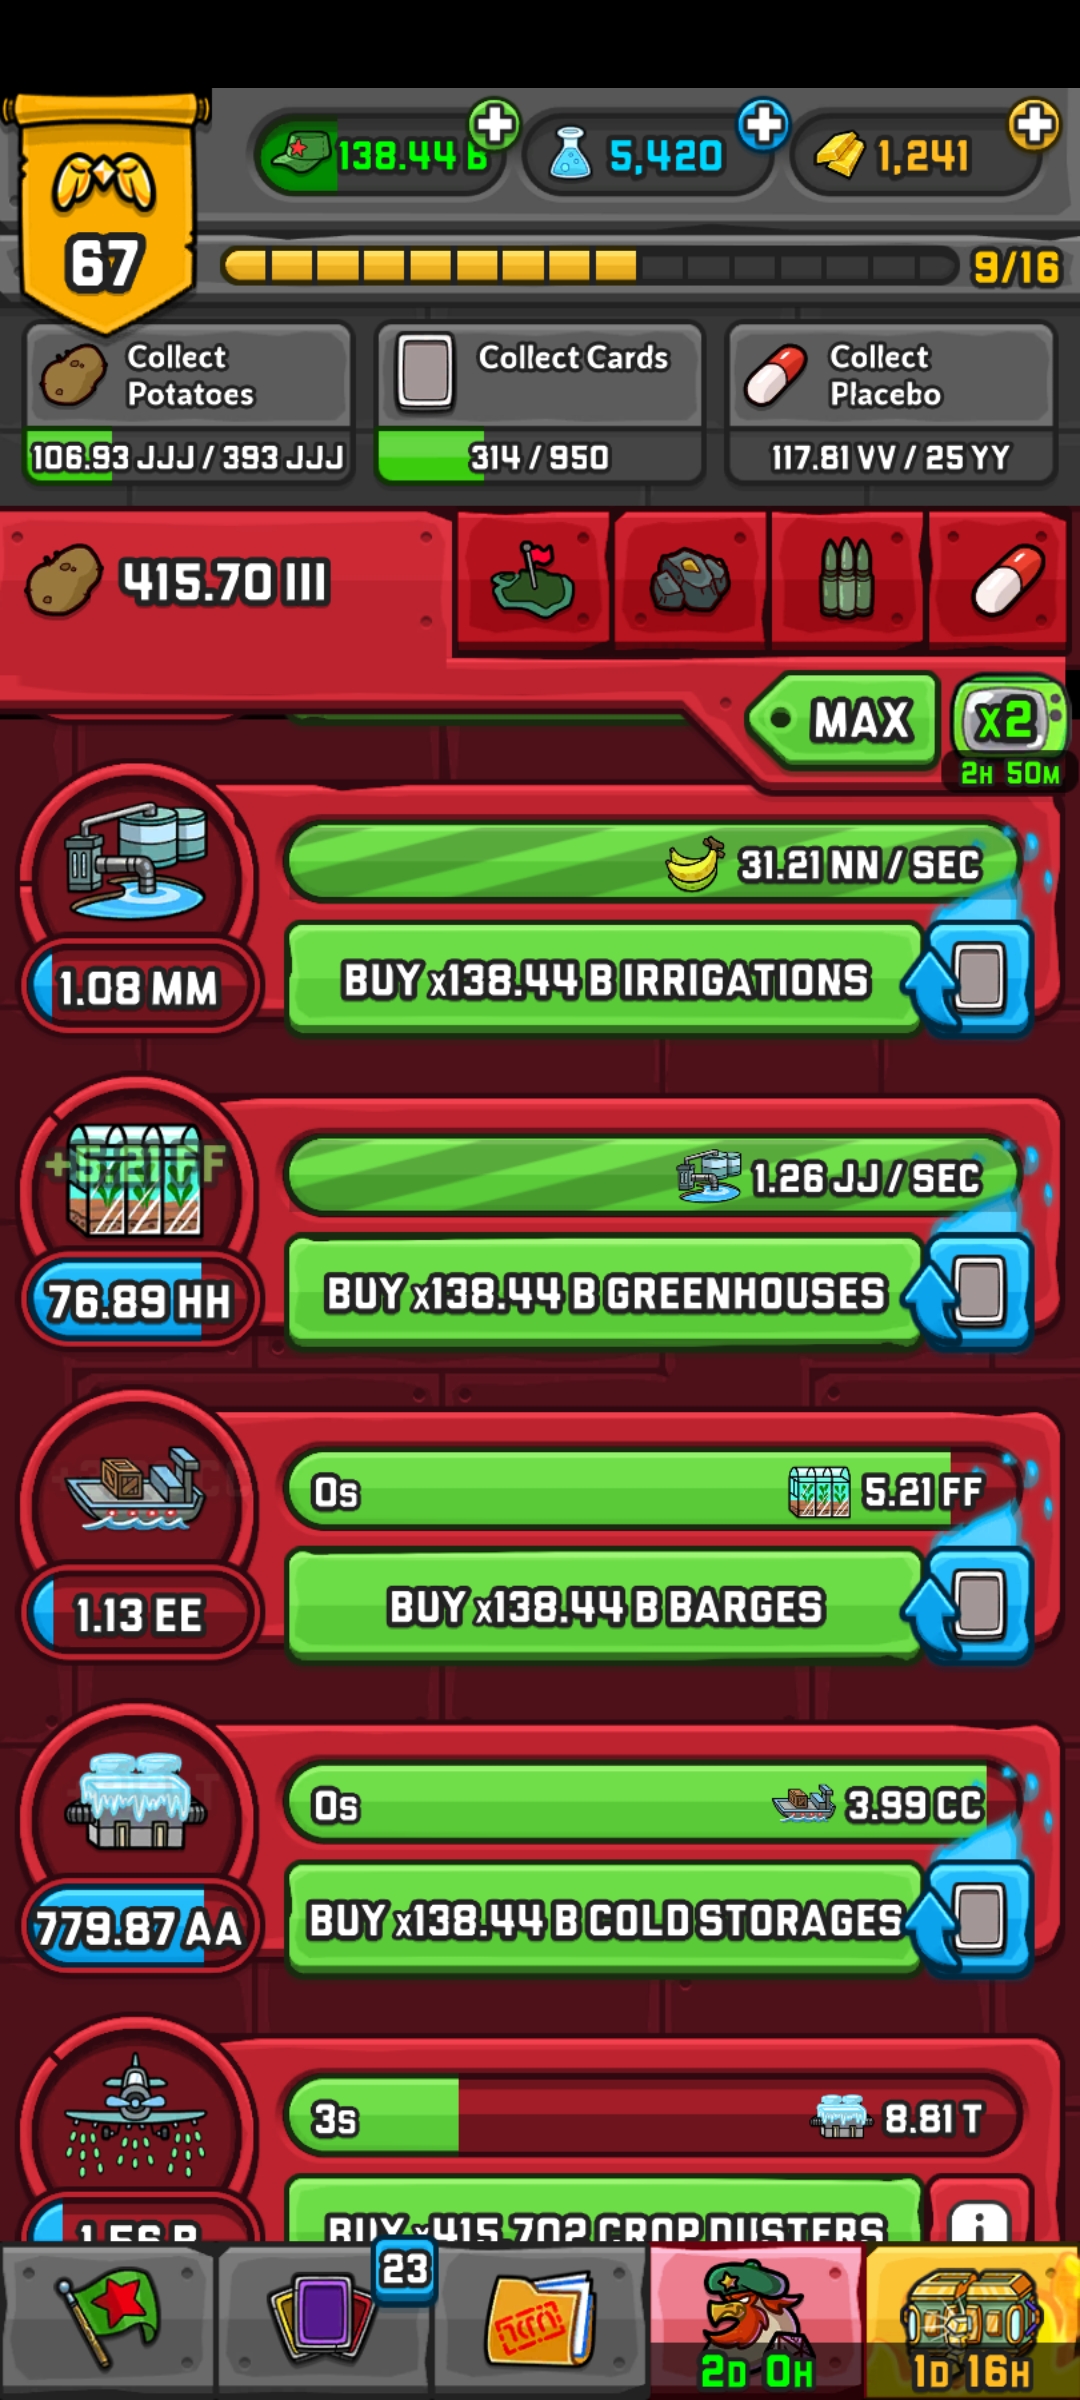 138.44 B
5,420
1,241
67
9/16
Collect Potatoes
106.93 JJJ / 393 JJJ
Collect Cards
314 / 950
Collect Placebo
117.81 VV / 25 YY
415.70 III
MAX
x2
2H 50M
31.21 NN / SEC
1.08 MM
BUY x138.44 B IRRIGATIONS
+5.21 FF
1.26 JJ / SEC
76.89 HH
BUY x138.44 B GREENHOUSES
0s
5.21 FF
1.13 EE
BUY x138.44 B BARGES
0s
3.99 CC
779.87 AA
BUY x138.44 B COLD STORAGES
3s
8.81 T
1.56 B
BUY x415,702 CROP DUSTERS
i
23
2D 0H
1D 16H